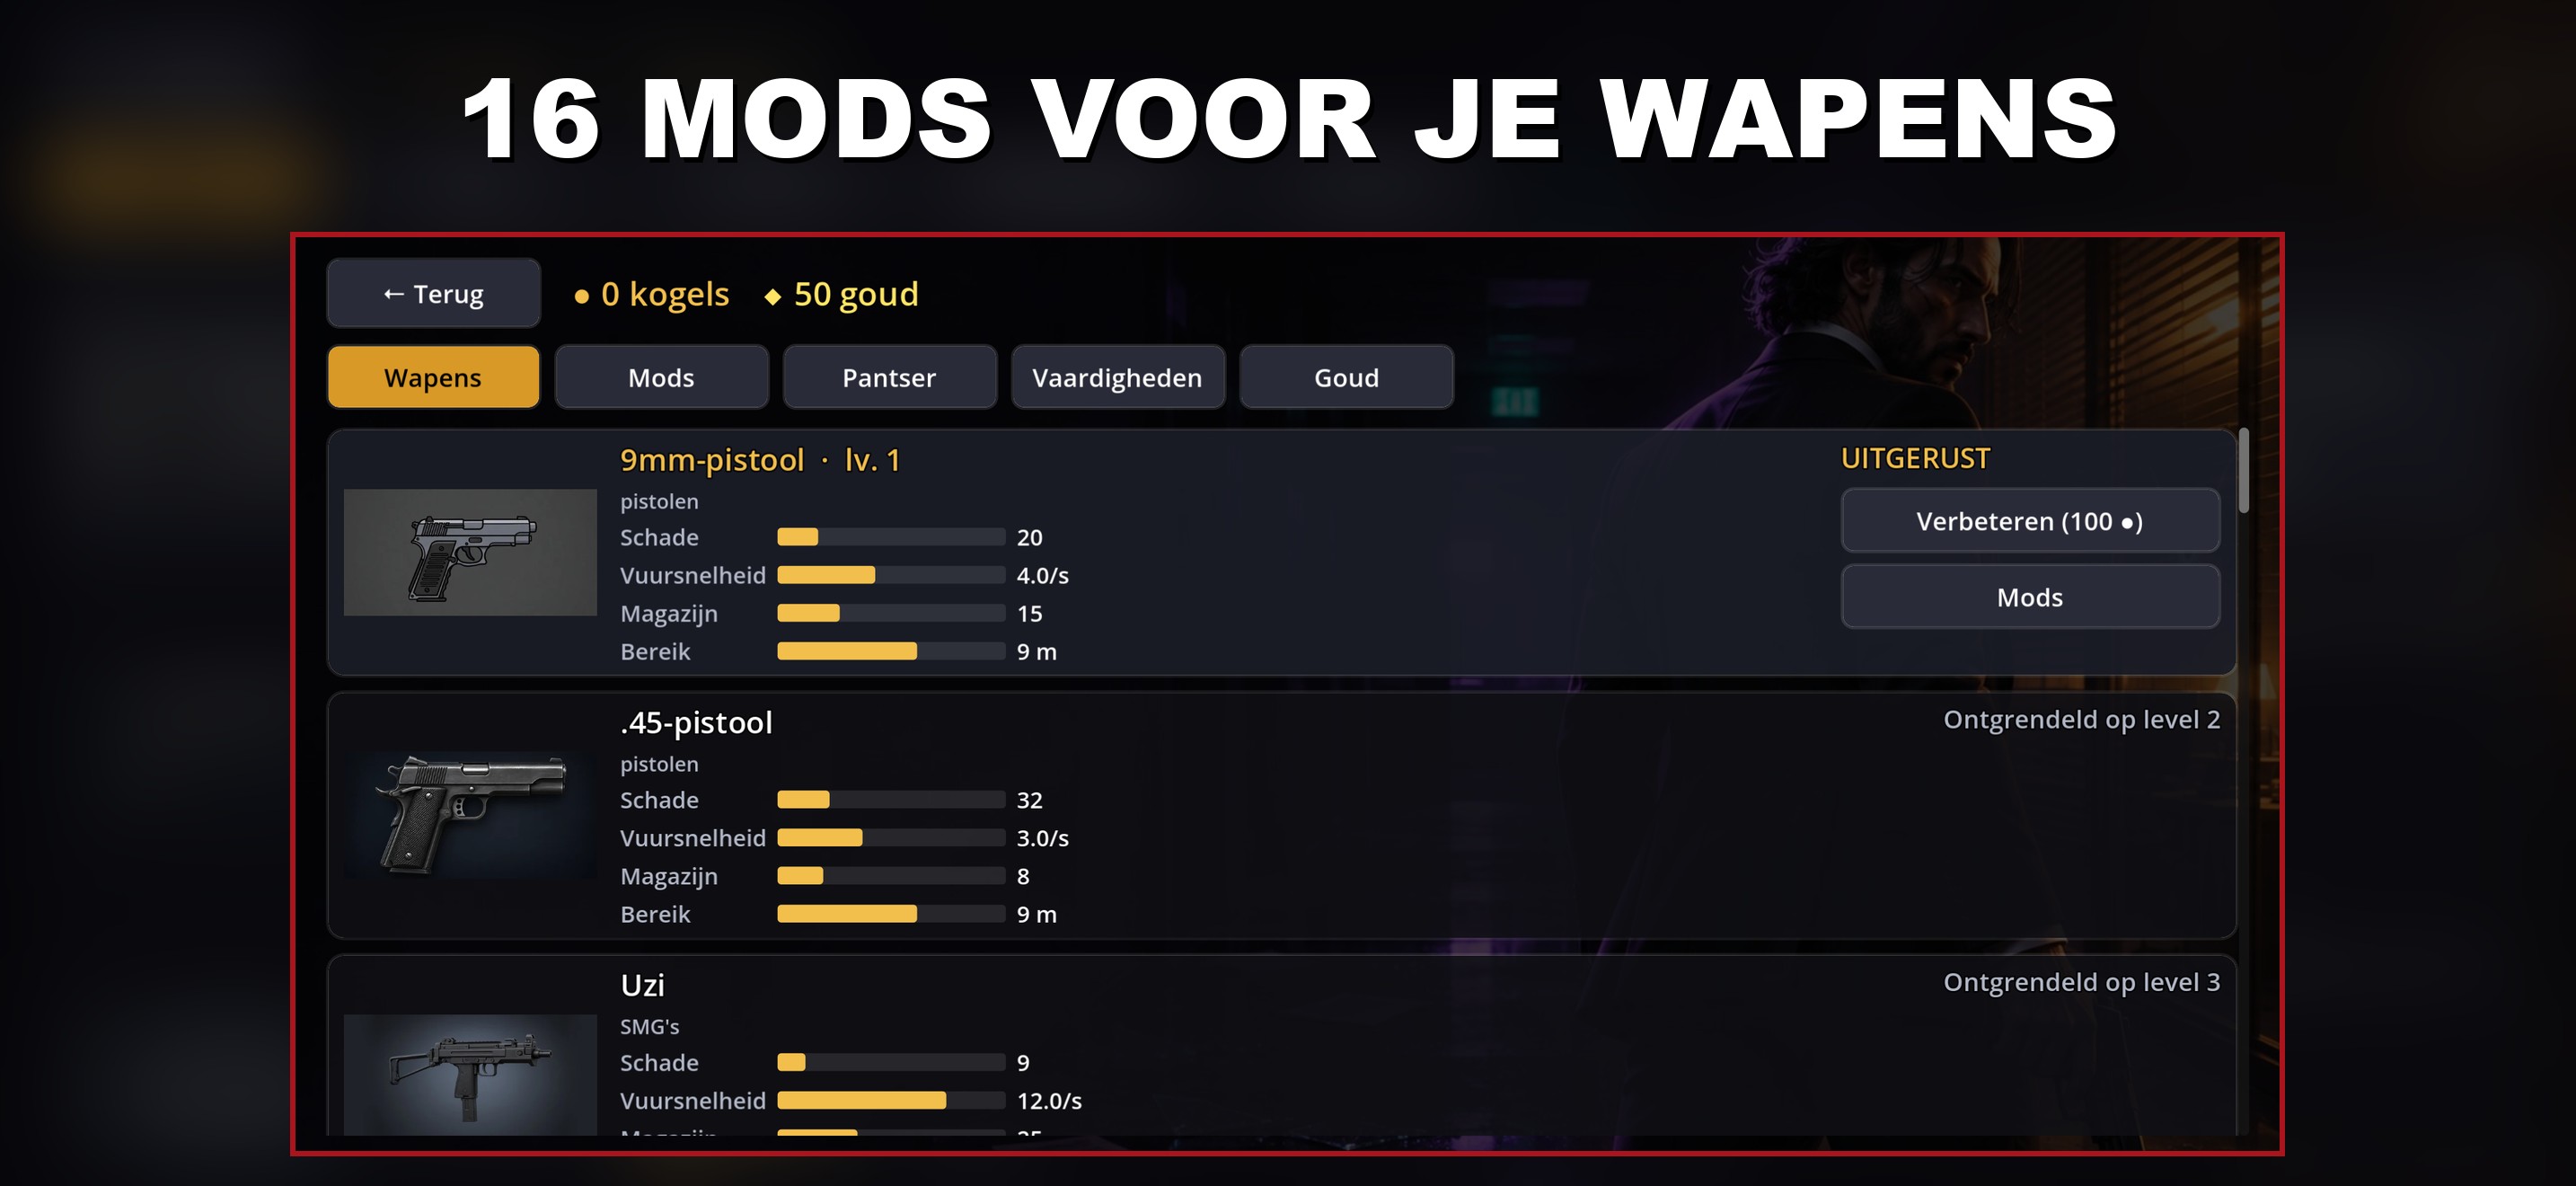 16 MODS VOOR JE WAPENS
← Terug ● 0 kogels ◆ 50 goud
Wapens Mods Pantser Vaardigheden Goud
9mm-pistool · lv. 1 UITGERUST
pistolen
Schade 20
Verbeteren (100 ●)
Vuursnelheid 4.0/s
Magazijn 15
Mods
Bereik 9 m
.45-pistool Ontgrendeld op level 2
pistolen
Schade 32
Vuursnelheid 3.0/s
Magazijn 8
Bereik 9 m
Uzi Ontgrendeld op level 3
SMG's
Schade 9
Vuursnelheid 12.0/s